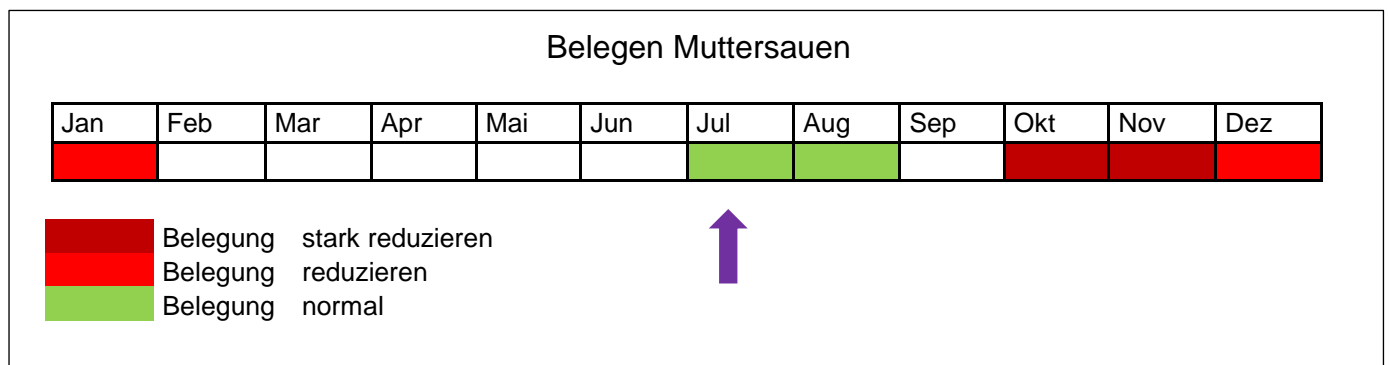 Belegen Muttersauen
Jan Feb Mar Apr Mai Jun Jul Aug Sep Okt Nov Dez
Belegung stark reduzieren
Belegung reduzieren
Belegung normal